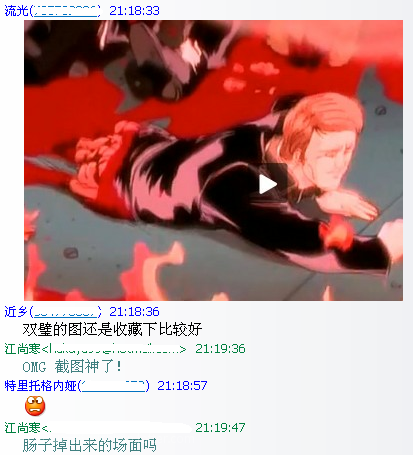 流光( ) 21:18:33
近乡( ) 21:18:36
双璧的图还是收藏下比较好
江尚寒< > 21:19:36
OMG 截图神了！
特里托格内娅( ) 21:18:57
江尚寒<. 21:19:47
肠子掉出来的场面吗